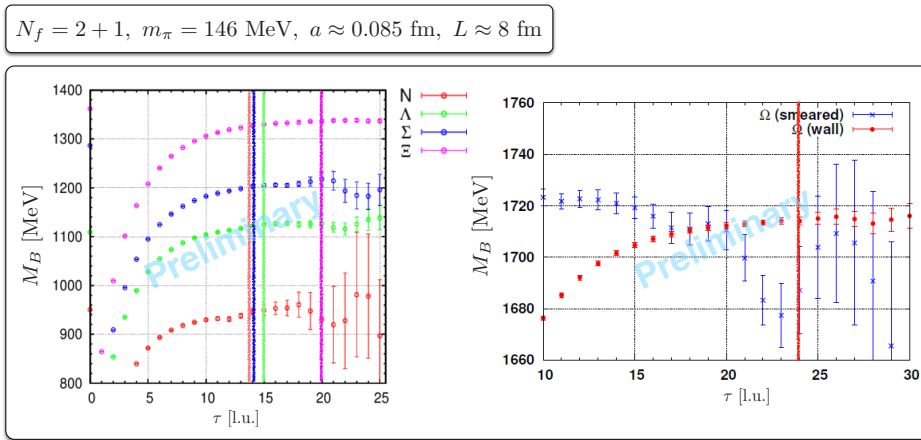 N_f = 2 + 1, m_π = 146 MeV, a ≈ 0.085 fm, L ≈ 8 fm
1400
1300
1200
1100
1000
900
800
M_B [MeV]
0 5 10 15 20 25
τ [l.u.]
Preliminary
N
Λ
Σ
Ξ
1760
1740
1720
1700
1680
1660
M_B [MeV]
10 15 20 25 30
τ [l.u.]
Preliminary
Ω (smeared)
Ω (wall)